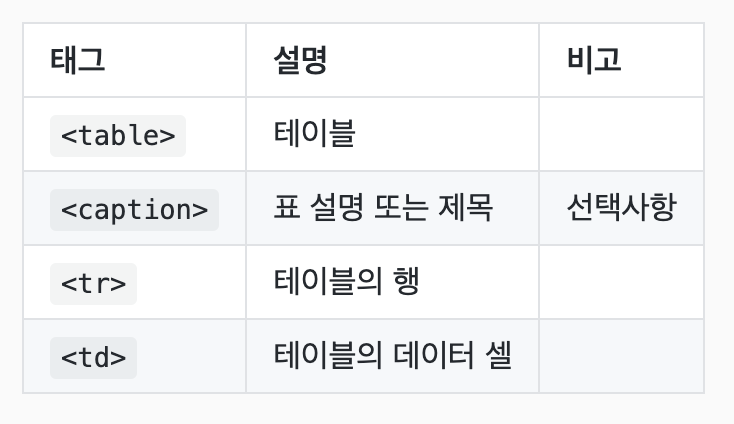 태그 설명 비고
<table> 테이블
<caption> 표 설명 또는 제목 선택사항
<tr> 테이블의 행
<td> 테이블의 데이터 셀